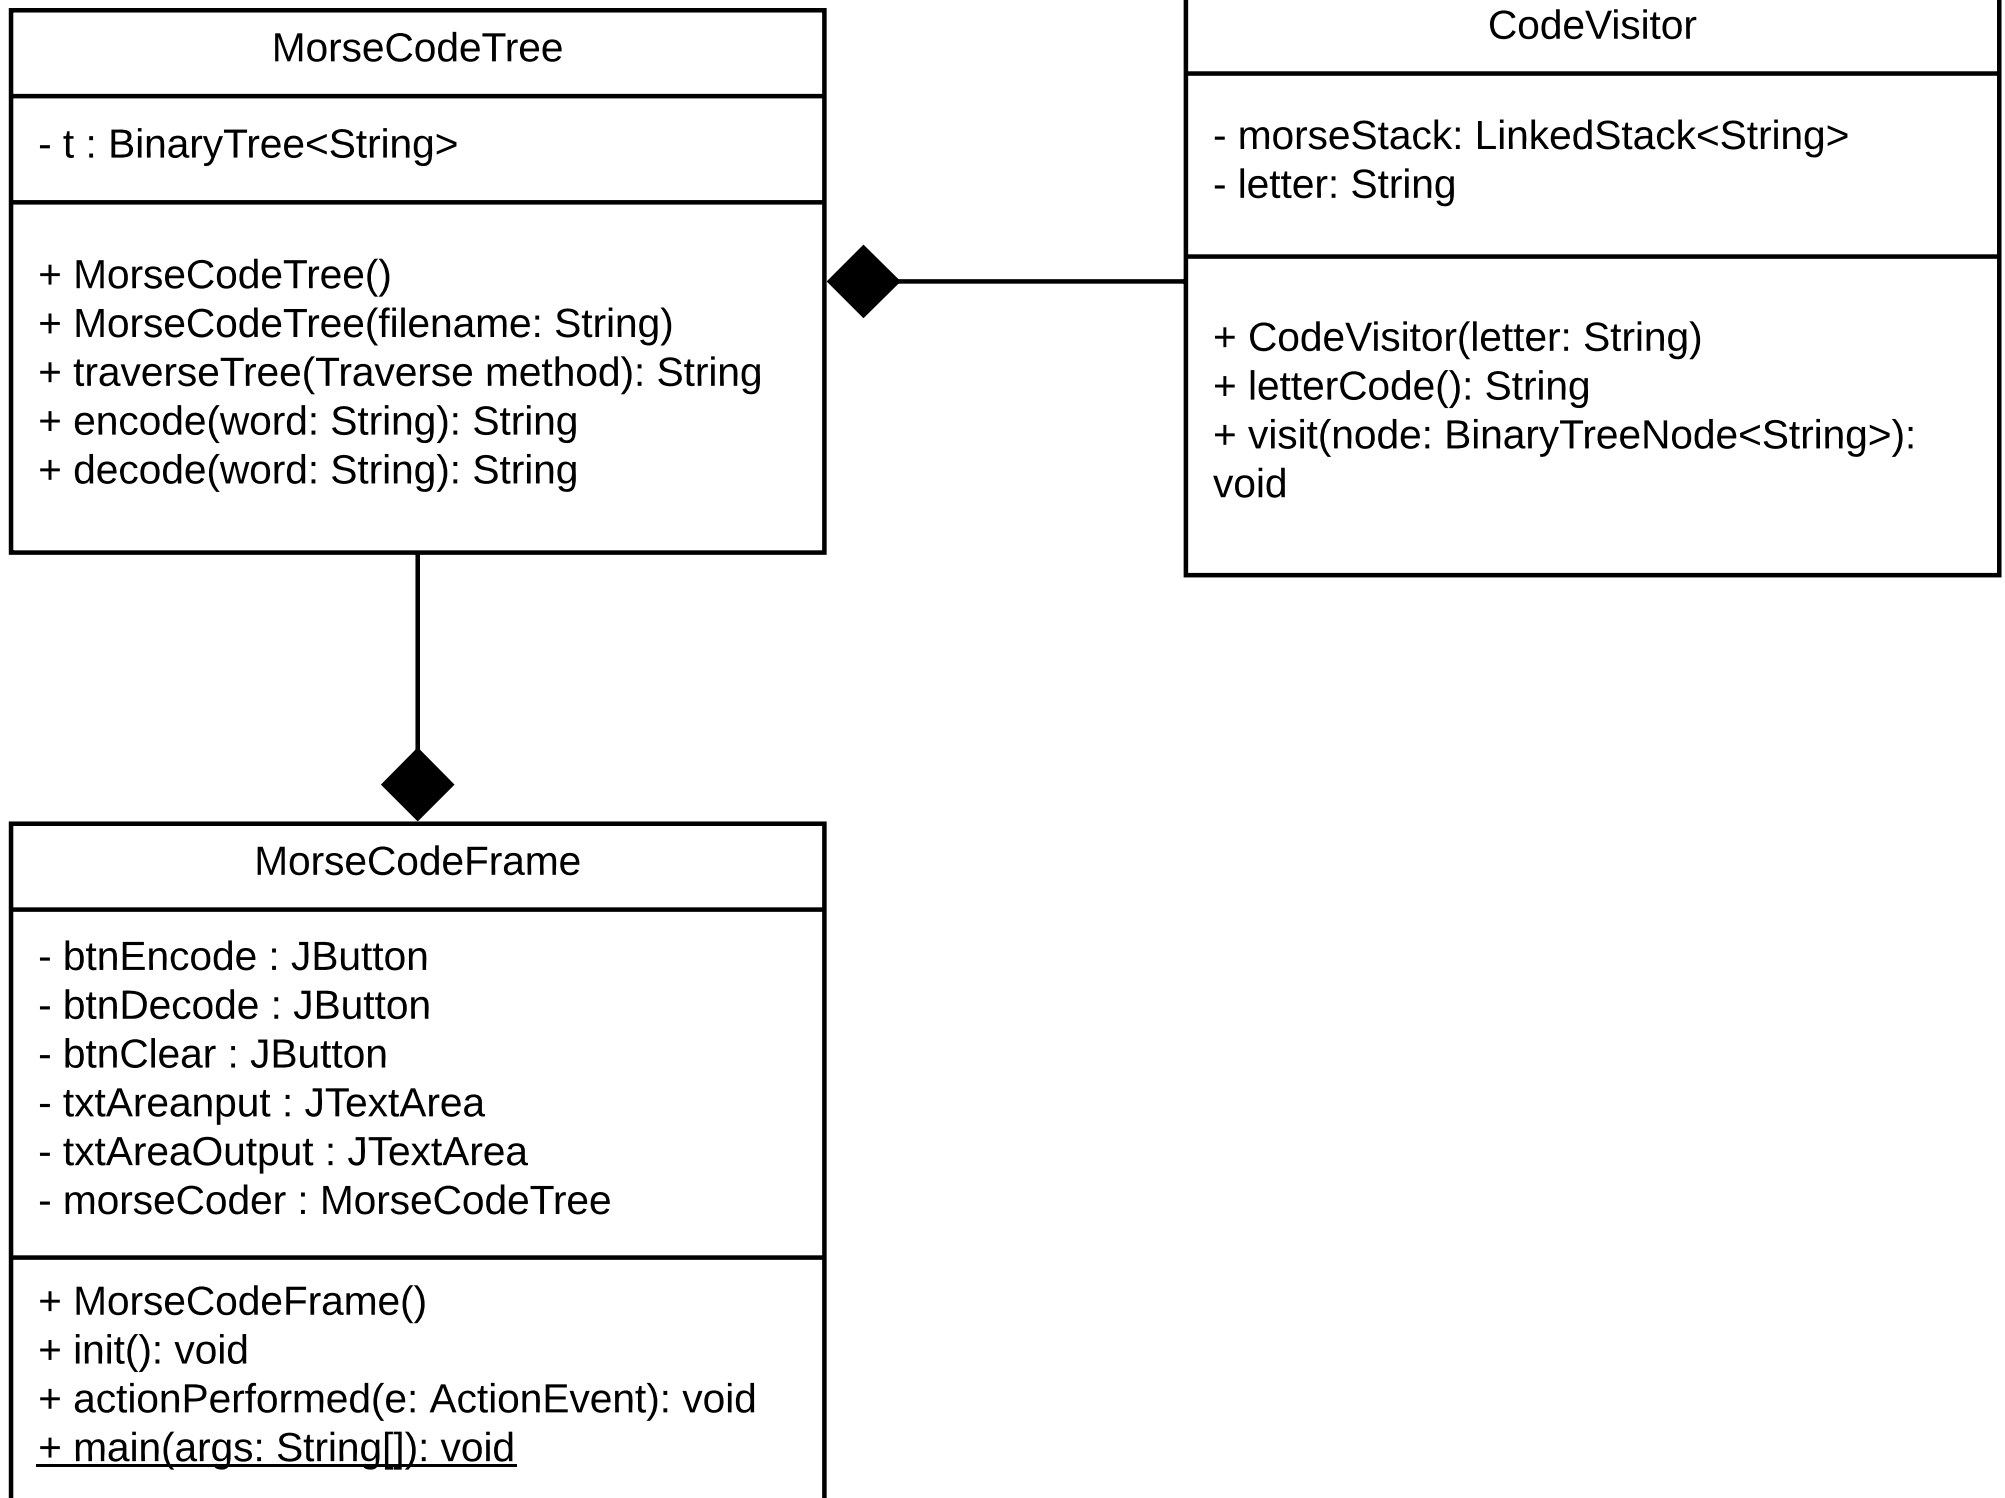 MorseCodeTree
- t : BinaryTree<String>
+ MorseCodeTree()
+ MorseCodeTree(filename: String)
+ traverseTree(Traverse method): String
+ encode(word: String): String
+ decode(word: String): String
CodeVisitor
- morseStack: LinkedStack<String>
- letter: String
+ CodeVisitor(letter: String)
+ letterCode(): String
+ visit(node: BinaryTreeNode<String>):
void
MorseCodeFrame
- btnEncode : JButton
- btnDecode : JButton
- btnClear : JButton
- txtAreanput : JTextArea
- txtAreaOutput : JTextArea
- morseCoder : MorseCodeTree
+ MorseCodeFrame()
+ init(): void
+ actionPerformed(e: ActionEvent): void
+ main(args: String[]): void